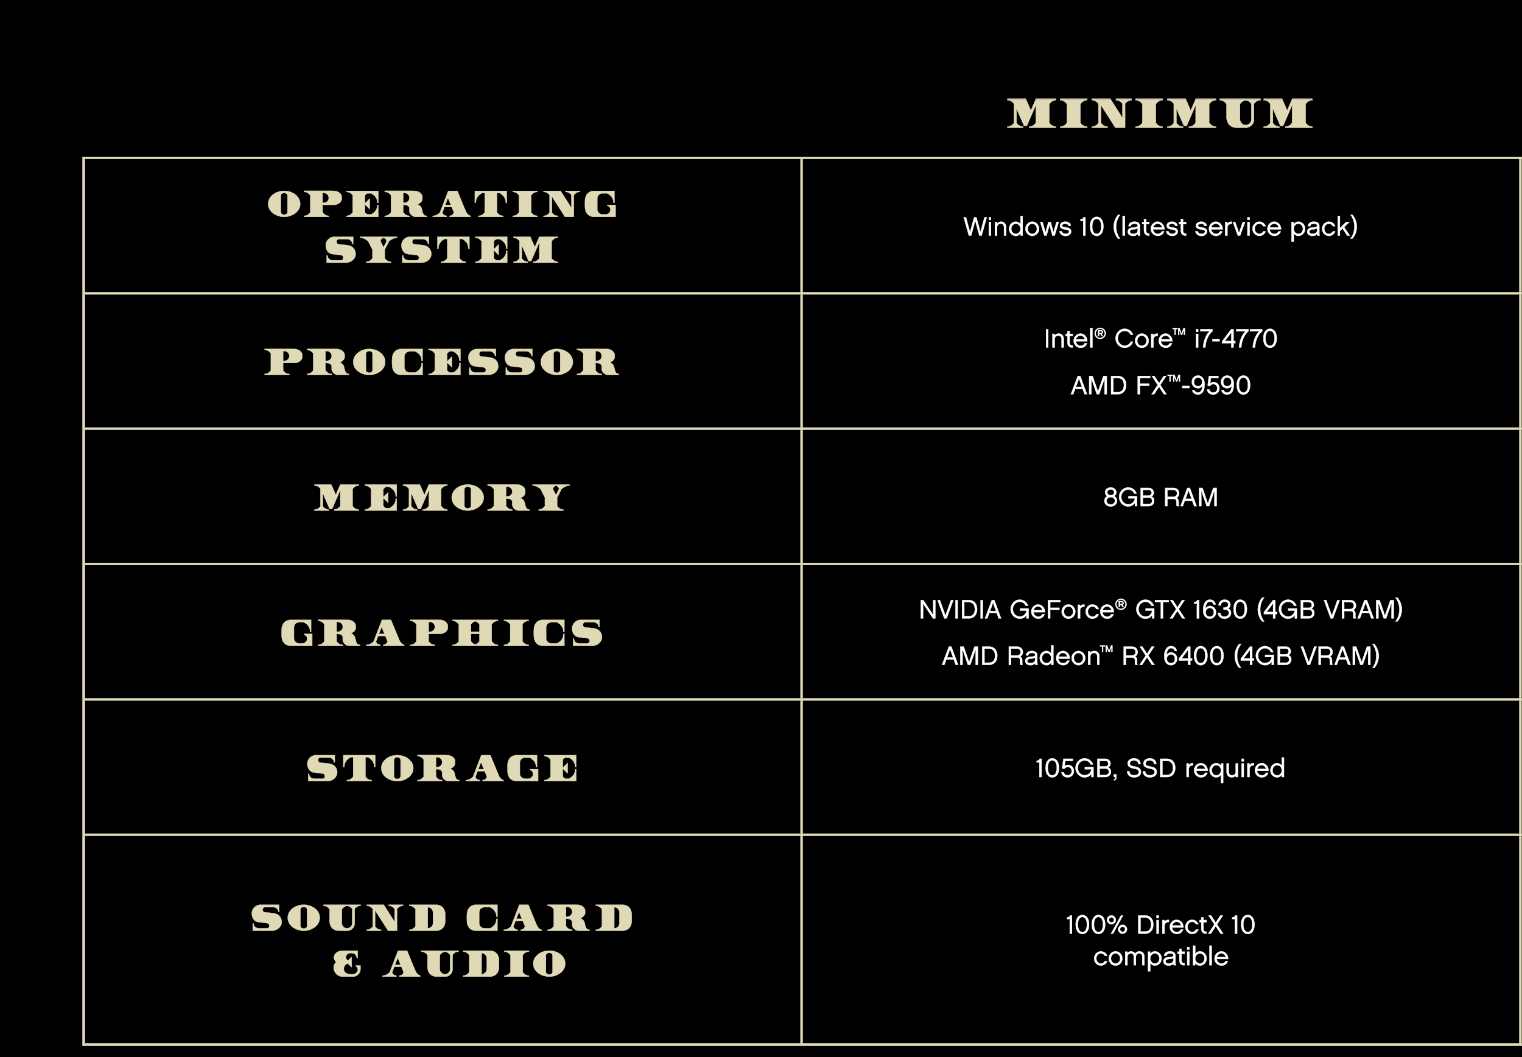 MINIMUM
OPERATING
SYSTEM
Windows 10 (latest service pack)
PROCESSOR
Intel® Core™ i7-4770
AMD FX™-9590
MEMORY
8GB RAM
GRAPHICS
NVIDIA GeForce® GTX 1630 (4GB VRAM)
AMD Radeon™ RX 6400 (4GB VRAM)
STORAGE
105GB, SSD required
SOUND CARD
& AUDIO
100% DirectX 10
compatible